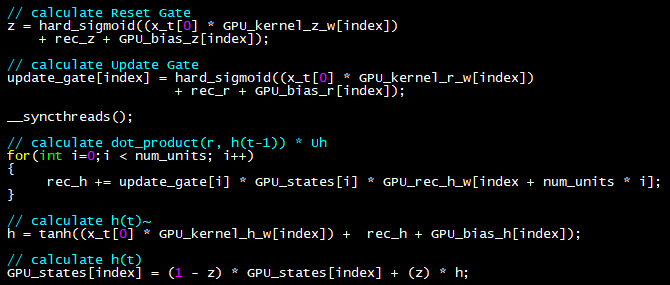 // calculate Reset Gate
z = hard_sigmoid((x_t[0] * GPU_kernel_z_w[index])
+ rec_z + GPU_bias_z[index]);
// calculate Update Gate
update_gate[index] = hard_sigmoid((x_t[0] * GPU_kernel_r_w[index])
+ rec_r + GPU_bias_r[index]);
__syncthreads();
// calculate dot_product(r, h(t-1)) * Uh
for(int i=0;i < num_units; i++)
{
rec_h += update_gate[i] * GPU_states[i] * GPU_rec_h_w[index + num_units * i];
}
// calculate h(t)~
h = tanh((x_t[0] * GPU_kernel_h_w[index]) +  rec_h + GPU_bias_h[index]);
// calculate h(t)
GPU_states[index] = (1 - z) * GPU_states[index] + (z) * h;